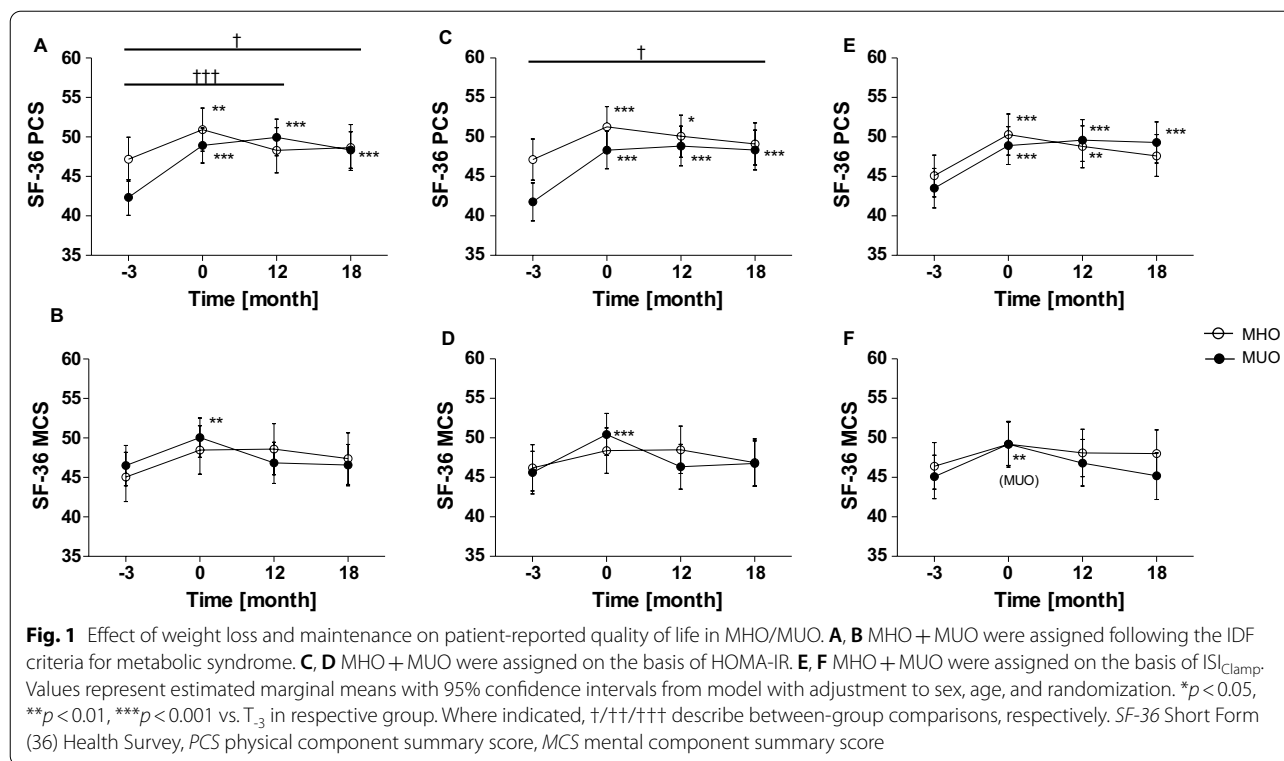 A
†
†††
SF-36 PCS
60
55
50
45
40
35
**
***
***
***
-3 0 12 18
Time [month]
C
†
SF-36 PCS
60
55
50
45
40
35
***
*
***
***
***
-3 0 12 18
Time [month]
E
SF-36 PCS
60
55
50
45
40
35
***
***
***
***
**
-3 0 12 18
Time [month]
B
SF-36 MCS
60
55
50
45
40
35
**
-3 0 12 18
Time [month]
D
SF-36 MCS
60
55
50
45
40
35
***
-3 0 12 18
Time [month]
F
SF-36 MCS
60
55
50
45
40
35
**
(MUO)
-3 0 12 18
Time [month]
MHO
MUO
Fig. 1 Effect of weight loss and maintenance on patient-reported quality of life in MHO/MUO. A, B MHO + MUO were assigned following the IDF
criteria for metabolic syndrome. C, D MHO + MUO were assigned on the basis of HOMA-IR. E, F MHO + MUO were assigned on the basis of ISI_Clamp.
Values represent estimated marginal means with 95% confidence intervals from model with adjustment to sex, age, and randomization. *p < 0.05,
**p < 0.01, ***p < 0.001 vs. T_-3 in respective group. Where indicated, †/††/††† describe between-group comparisons, respectively. SF-36 Short Form
(36) Health Survey, PCS physical component summary score, MCS mental component summary score